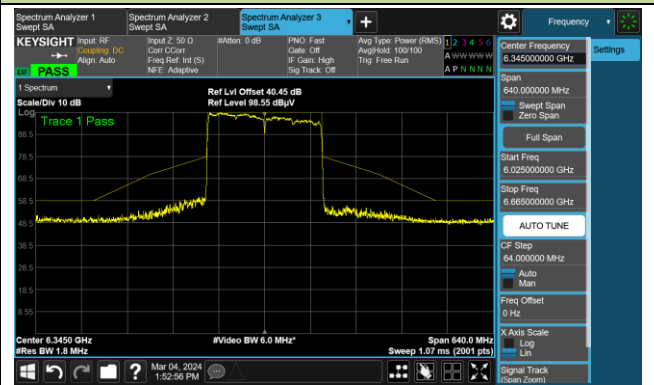 Spectrum Analyzer 1
Swept SA
Spectrum Analyzer 2
Swept SA
Spectrum Analyzer 3
Swept SA
Frequency
KEYSIGHT
Input: RF
Coupling: DC
Align: Auto
Input Z: 50 Ω
Corr CCorr
Freq Ref: Int (S)
NFE: Adaptive
#Atten: 0 dB
PNO: Fast
Gate: Off
IF Gain: High
Sig Track: Off
Avg Type: Power (RMS)
Avg|Hold: 100/100
Trig: Free Run
1 2 3 4 5 6
A W W W W W
A P N N N N
LXI PASS
1 Spectrum
Scale/Div 10 dB
Ref Lvl Offset 40.45 dB
Ref Level 98.55 dBµV
Log
Trace 1 Pass
88.5
78.5
68.5
58.5
48.5
38.5
28.5
18.5
8.55
Center 6.3450 GHz
#Res BW 1.8 MHz
#Video BW 6.0 MHz*
Span 640.0 MHz
Sweep 1.07 ms (2001 pts)
Mar 04, 2024
1:52:56 PM
Center Frequency
6.345000000 GHz
Settings
Span
640.000000 MHz
Swept Span
Zero Span
Full Span
Start Freq
6.025000000 GHz
Stop Freq
6.665000000 GHz
AUTO TUNE
CF Step
64.000000 MHz
Auto
Man
Freq Offset
0 Hz
X Axis Scale
Log
Lin
Signal Track
(Span Zoom)